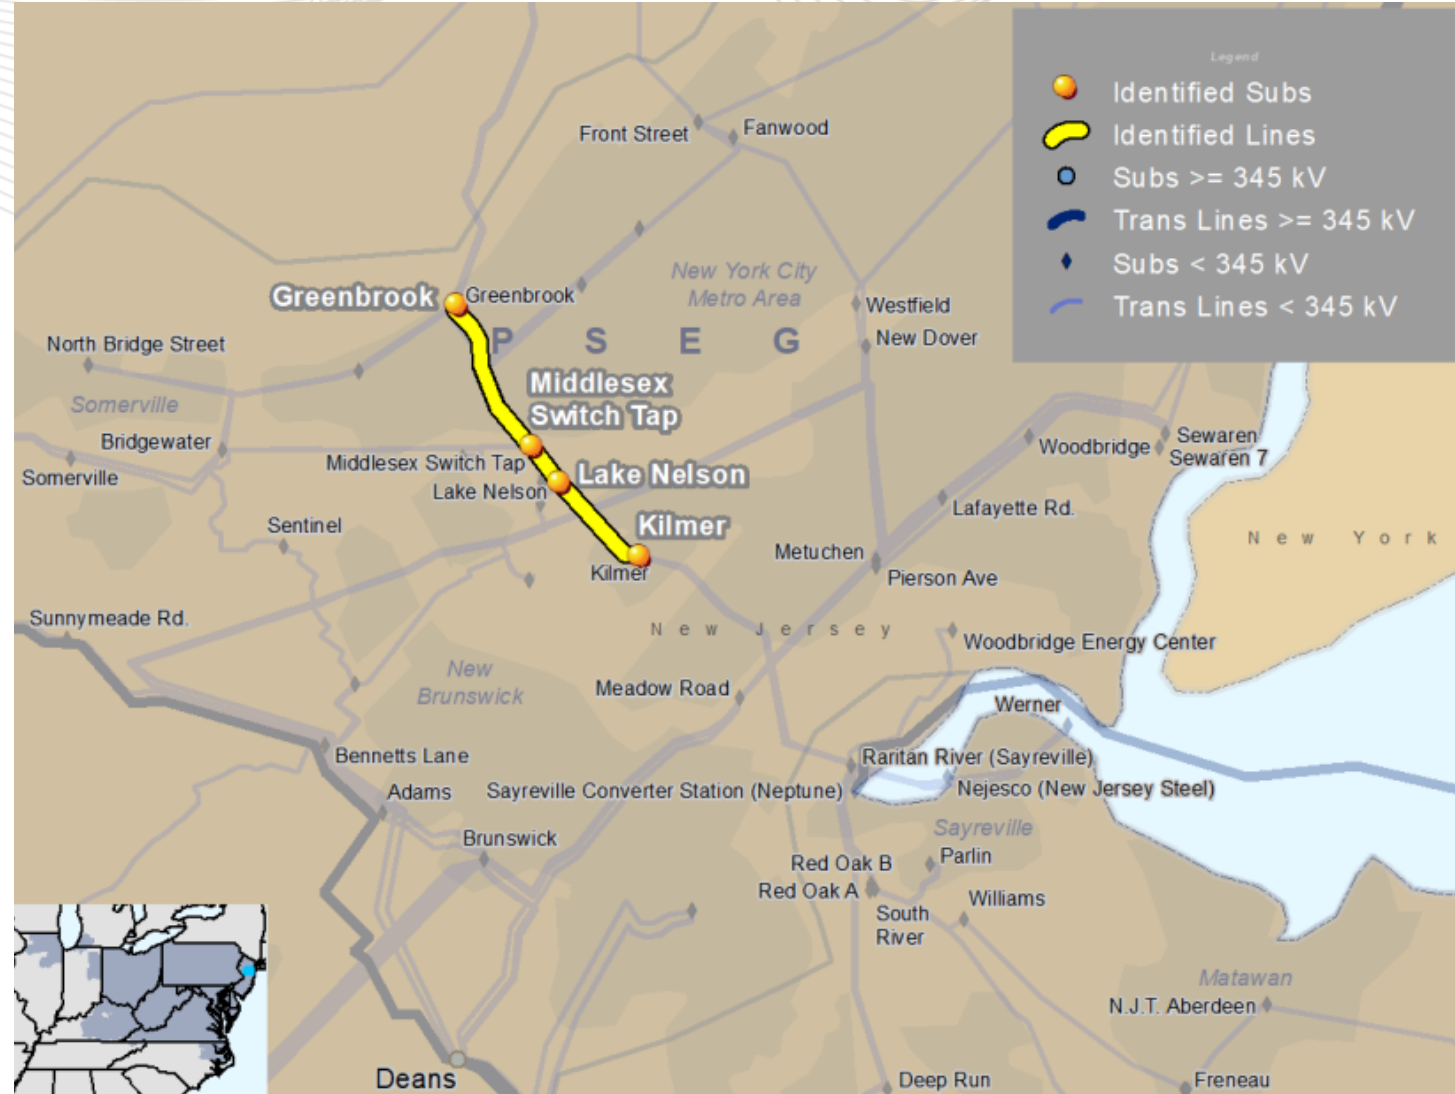 Legend
Identified Subs
Identified Lines
Subs >= 345 kV
Trans Lines >= 345 kV
Subs < 345 kV
Trans Lines < 345 kV
Front Street
Fanwood
New York City
Metro Area
Greenbrook
Greenbrook
Westfield
P S E G
New Dover
North Bridge Street
Middlesex
Switch Tap
Somerville
Bridgewater
Woodbridge
Sewaren
Sewaren 7
Middlesex Switch Tap
Somerville
Lake Nelson
Lake Nelson
Lafayette Rd.
Sentinel
Kilmer
New York
Metuchen
Kilmer
Pierson Ave
Sunnymeade Rd.
New Jersey
Woodbridge Energy Center
New
Brunswick
Meadow Road
Werner
Bennetts Lane
Raritan River (Sayreville)
Adams
Sayreville Converter Station (Neptune)
Nejesco (New Jersey Steel)
Brunswick
Sayreville
Red Oak B
Parlin
Red Oak A
Williams
South
River
Matawan
N.J.T. Aberdeen
Deans
Deep Run
Freneau